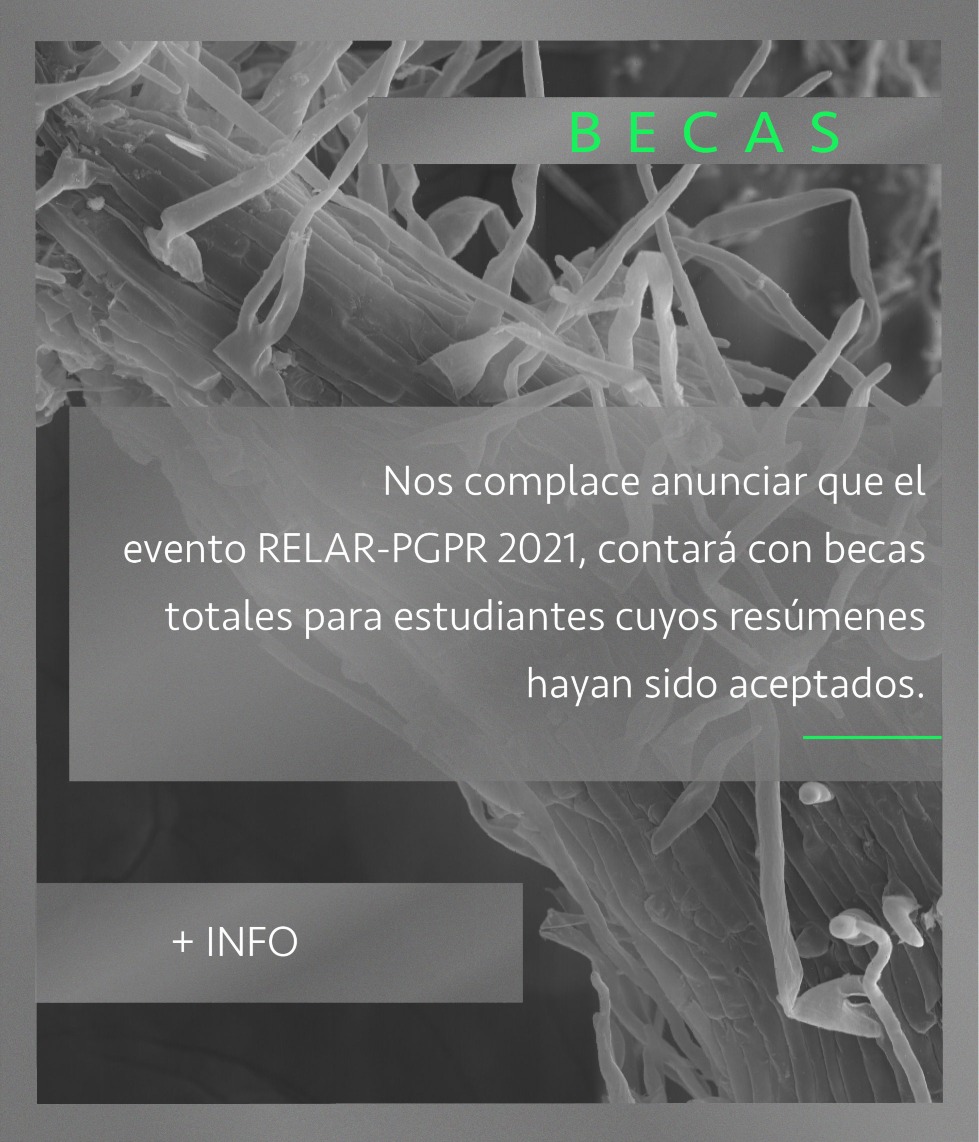 BECAS
Nos complace anunciar que el
evento RELAR-PGPR 2021, contará con becas
totales para estudiantes cuyos resúmenes
hayan sido aceptados.
+ INFO